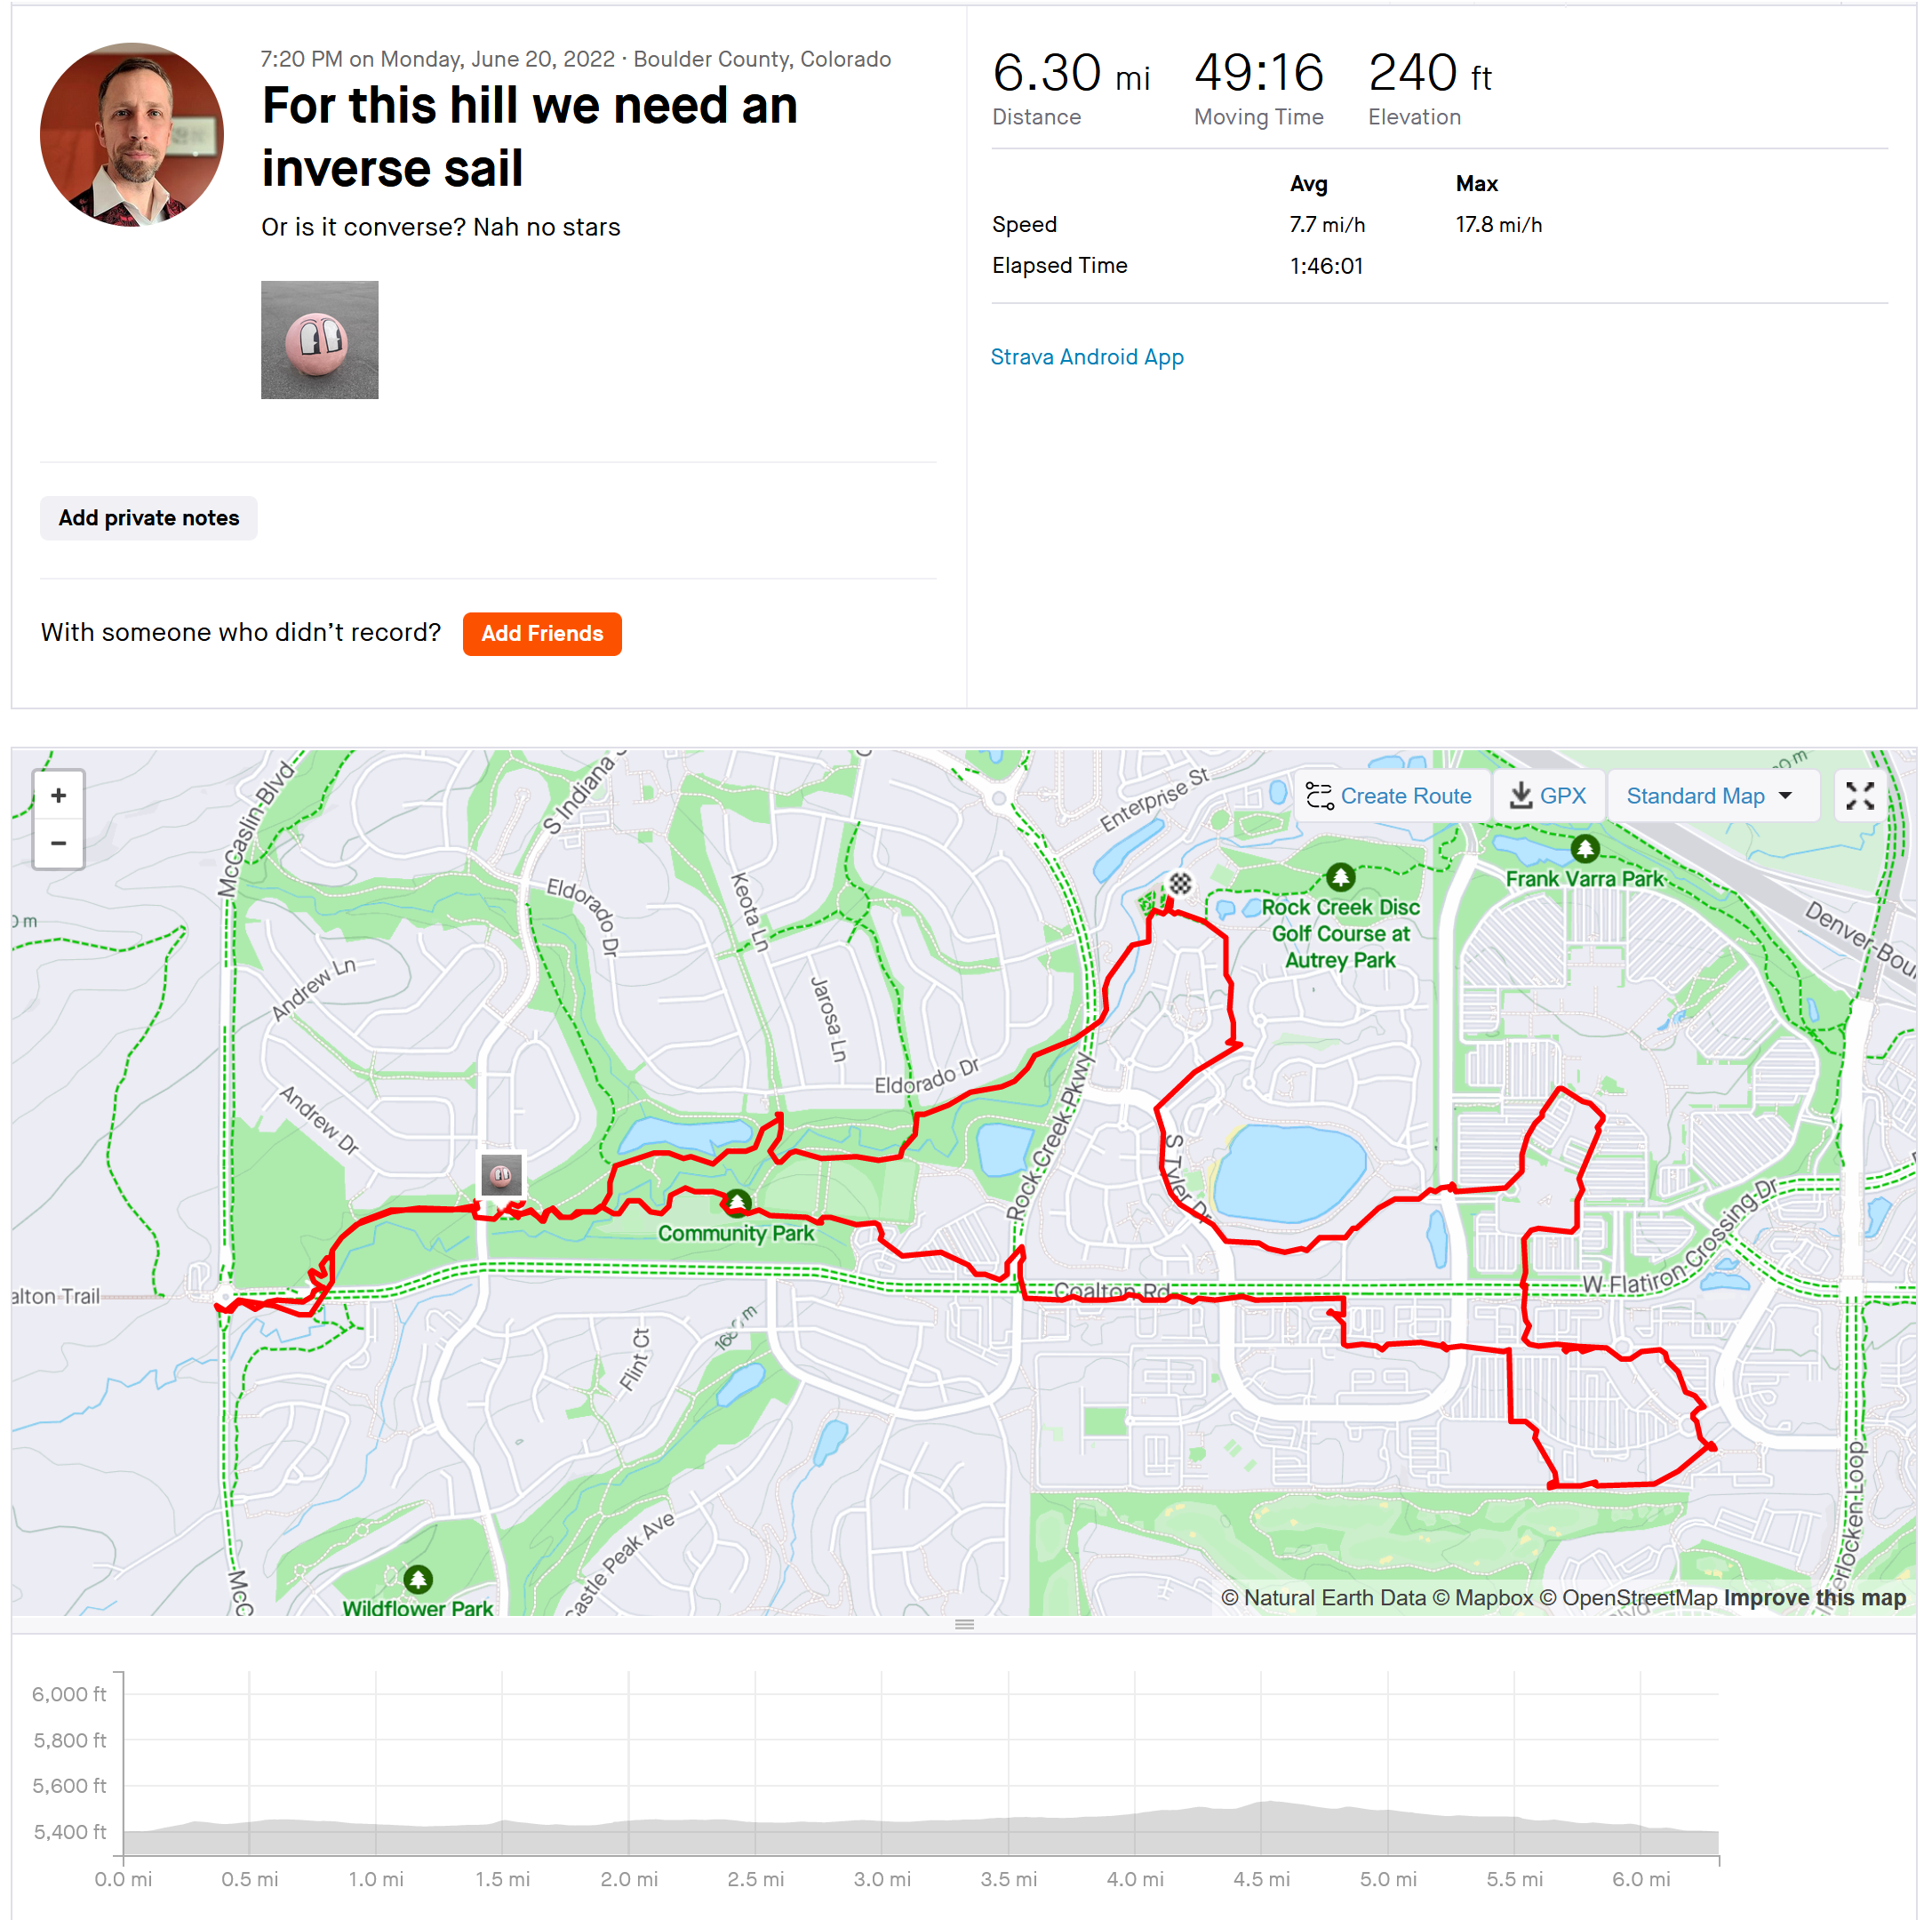 7:20 PM on Monday, June 20, 2022 · Boulder County, Colorado
For this hill we need an
inverse sail
Or is it converse? Nah no stars
Add private notes
With someone who didn’t record?
Add Friends
6.30 mi
49:16
240 ft
Distance
Moving Time
Elevation
Avg
Max
Speed
7.7 mi/h
17.8 mi/h
Elapsed Time
1:46:01
Strava Android App
+
−
Create Route
GPX
Standard Map
McCaslin-Blvd
S Indiana
Enterprise St
Frank Varra Park
Eldorado Dr
Keota Ln
Rock Creek Disc
Golf Course at
Autrey Park
Denver-Boul
0 m
Andrew Ln
Jarosa Ln
Eldorado Dr
Andrew Dr
Rock-Creek-Pkwy
S Tyler Dr
Community Park
W Flatiron-Crossing-Dr
alton Trail
Coalton-Rd
Flint Ct
Castle Peak Ave
Wildflower Park
McC
erlocken-Loop
© Natural Earth Data © Mapbox © OpenStreetMap Improve this map
6,000 ft
5,800 ft
5,600 ft
5,400 ft
0.0 mi
0.5 mi
1.0 mi
1.5 mi
2.0 mi
2.5 mi
3.0 mi
3.5 mi
4.0 mi
4.5 mi
5.0 mi
5.5 mi
6.0 mi